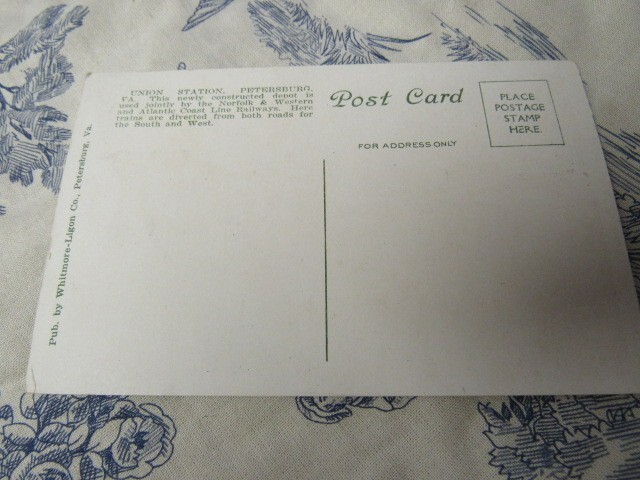 UNION STATION, PETERSBURG,
VA. This newly constructed depot is
used jointly by the Norfolk & Western
and Atlantic Coast Line Railways. Here
trains are diverted from both roads for
the South and West.
Post Card
FOR ADDRESS ONLY
PLACE
POSTAGE
STAMP
HERE.
Pub. by Whitmore-Ligon Co., Petersburg, Va.